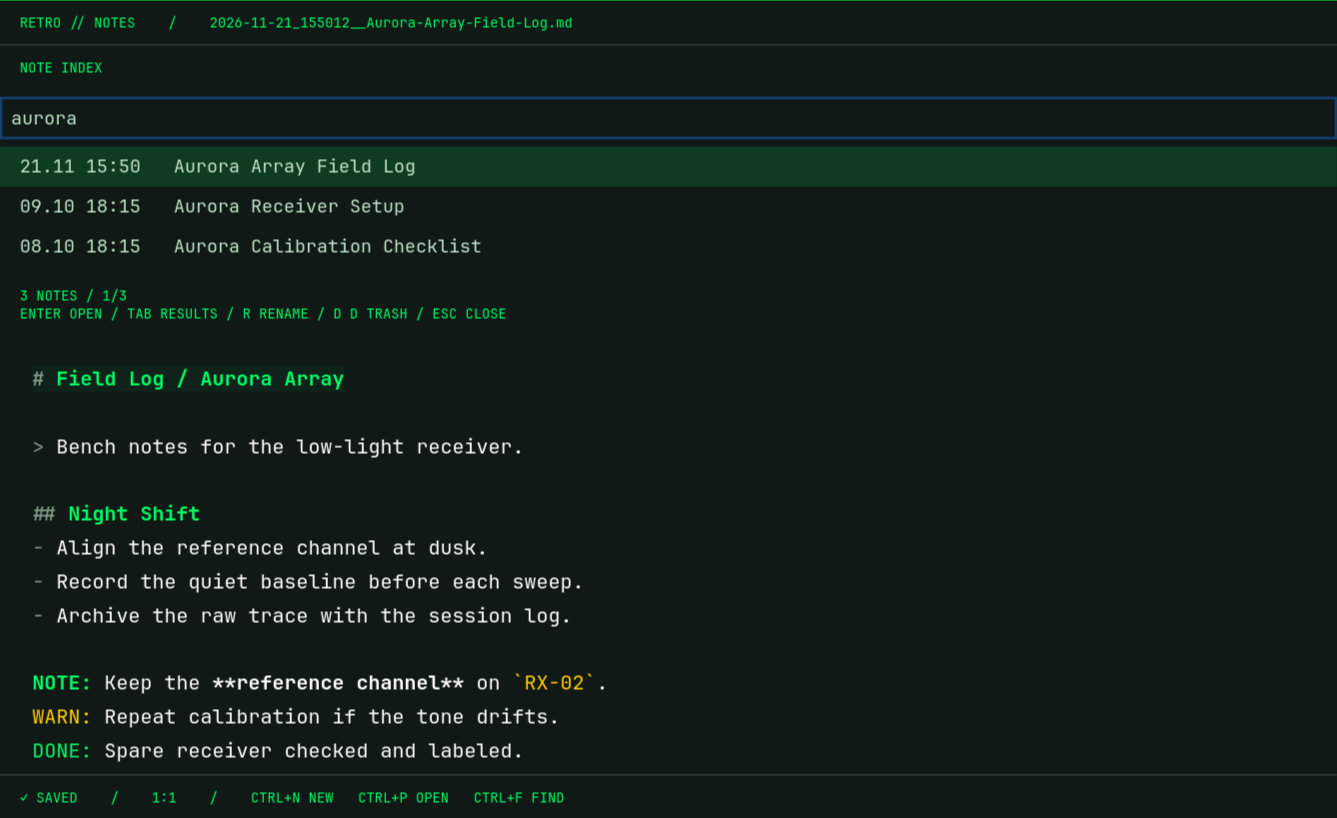 RETRO // NOTES / 2026-11-21_155012__Aurora-Array-Field-Log.md
NOTE INDEX
aurora
21.11 15:50 Aurora Array Field Log
09.10 18:15 Aurora Receiver Setup
08.10 18:15 Aurora Calibration Checklist
3 NOTES / 1/3
ENTER OPEN / TAB RESULTS / R RENAME / D D TRASH / ESC CLOSE
# Field Log / Aurora Array
> Bench notes for the low-light receiver.
## Night Shift
- Align the reference channel at dusk.
- Record the quiet baseline before each sweep.
- Archive the raw trace with the session log.
NOTE: Keep the **reference channel** on `RX-02`.
WARN: Repeat calibration if the tone drifts.
DONE: Spare receiver checked and labeled.
✓ SAVED / 1:1 / CTRL+N NEW CTRL+P OPEN CTRL+F FIND